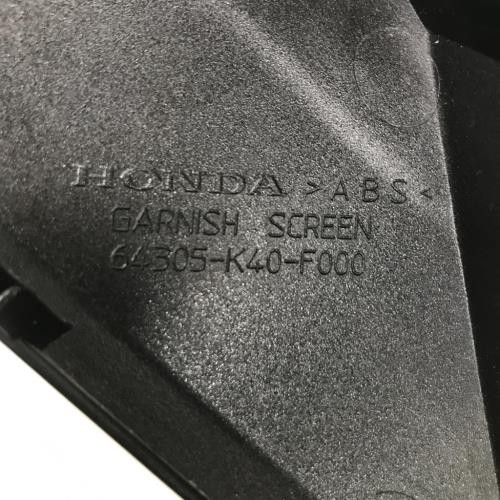 HONDA >ABS<
GARNISH SCREEN
64305-K40-F000